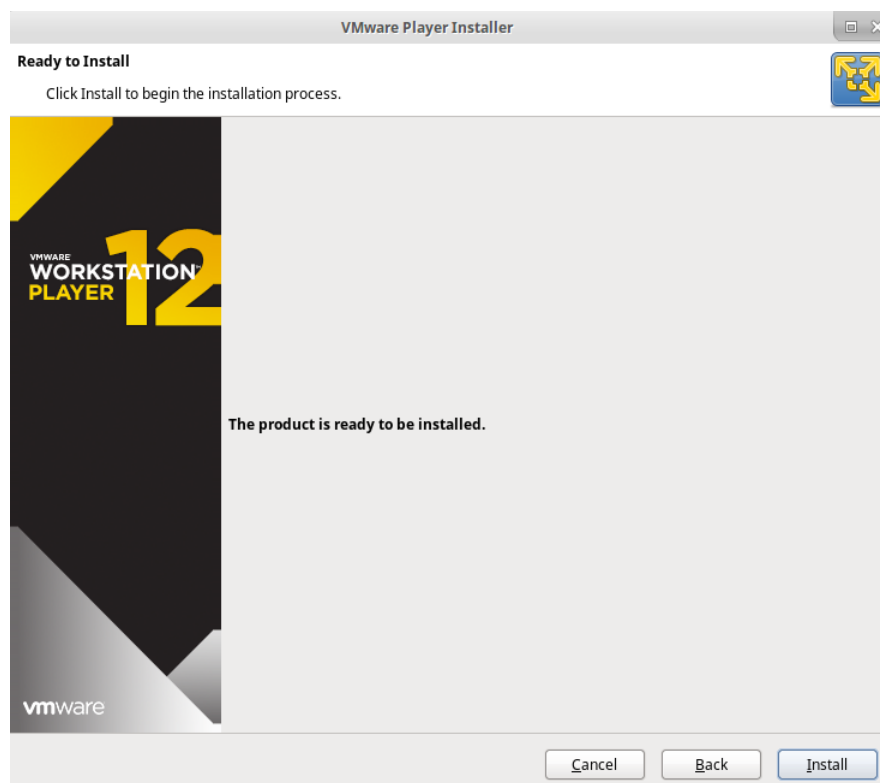 VMware Player Installer
Ready to Install
Click Install to begin the installation process.
VMWARE
WORKSTATION™
PLAYER
12
The product is ready to be installed.
vmware
Cancel
Back
Install